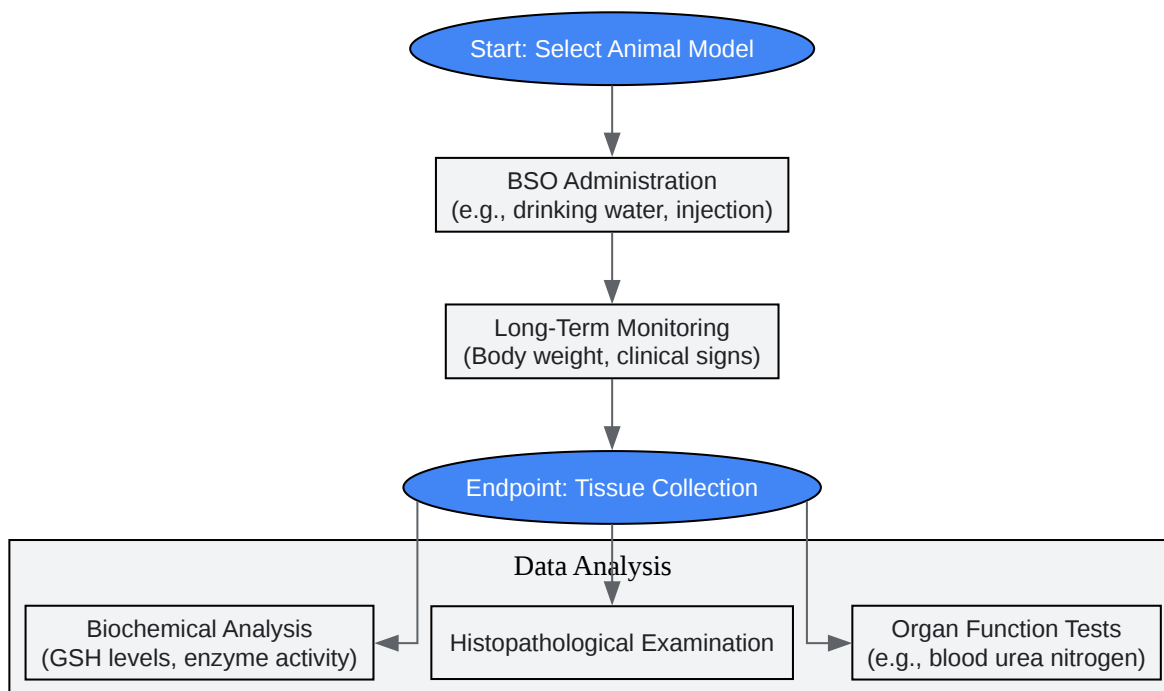 Start: Select Animal Model
BSO Administration
(e.g., drinking water, injection)
Long-Term Monitoring
(Body weight, clinical signs)
Endpoint: Tissue Collection
Data Analysis
Biochemical Analysis
(GSH levels, enzyme activity)
Histopathological Examination
Organ Function Tests
(e.g., blood urea nitrogen)